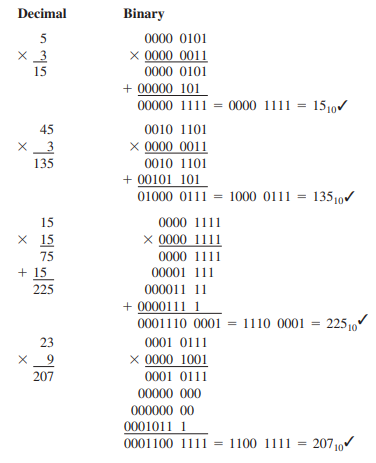 Decimal Binary
5 0000 0101
× 3 × 0000 0011
15 0000 0101
+ 00000 101
00000 1111 = 0000 1111 = 15₁₀✓
45 0010 1101
× 3 × 0000 0011
135 0010 1101
+ 00101 101
01000 0111 = 1000 0111 = 135₁₀✓
15 0000 1111
× 15 × 0000 1111
75 0000 1111
+ 15 00001 111
225 000011 11
+ 0000111 1
0001110 0001 = 1110 0001 = 225₁₀✓
23 0001 0111
× 9 × 0000 1001
207 0001 0111
00000 000
000000 00
0001011 1
0001100 1111 = 1100 1111 = 207₁₀✓